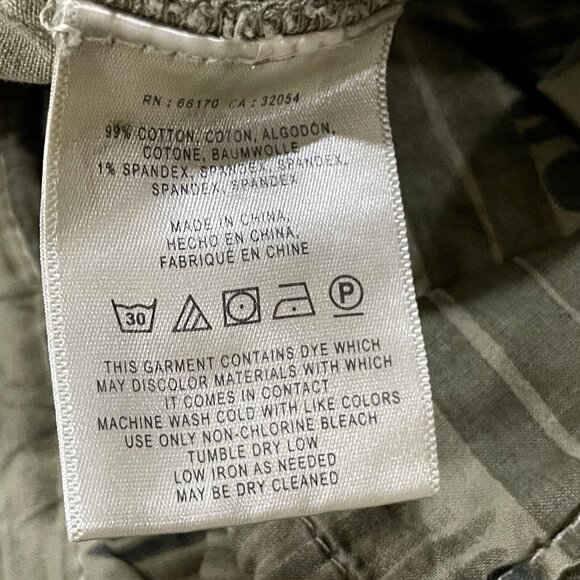 RN : 66170 CA : 32054
99% COTTON, COTON, ALGODÓN,
COTONE, BAUMWOLLE
1% SPANDEX, SPANDEX, SPANDEX,
SPANDEX, SPANDEX
MADE IN CHINA,
HECHO EN CHINA,
FABRIQUÉ EN CHINE
30 P
THIS GARMENT CONTAINS DYE WHICH
MAY DISCOLOR MATERIALS WITH WHICH
IT COMES IN CONTACT
MACHINE WASH COLD WITH LIKE COLORS
USE ONLY NON-CHLORINE BLEACH
TUMBLE DRY LOW
LOW IRON AS NEEDED
MAY BE DRY CLEANED